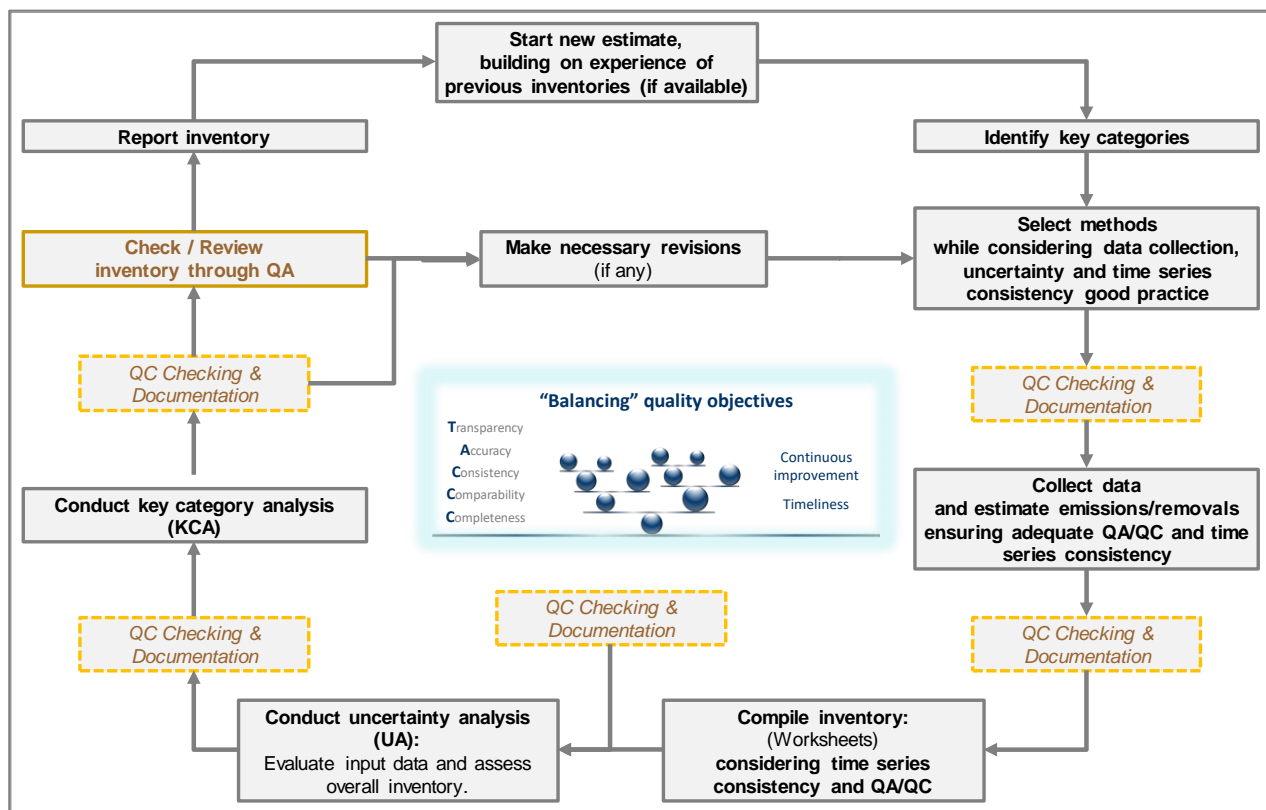 Start new estimate,
building on experience of
previous inventories (if available)
Report inventory
Identify key categories
Check / Review
inventory through QA
Make necessary revisions
(if any)
Select methods
while considering data collection,
uncertainty and time series
consistency good practice
QC Checking &
Documentation
QC Checking &
Documentation
“Balancing” quality objectives
Transparency
Accuracy
Consistency
Comparability
Completeness
Continuous
improvement
Timeliness
Conduct key category analysis
(KCA)
Collect data
and estimate emissions/removals
ensuring adequate QA/QC and time
series consistency
QC Checking &
Documentation
QC Checking &
Documentation
QC Checking &
Documentation
Conduct uncertainty analysis
(UA):
Evaluate input data and assess
overall inventory.
Compile inventory:
(Worksheets)
considering time series
consistency and QA/QC